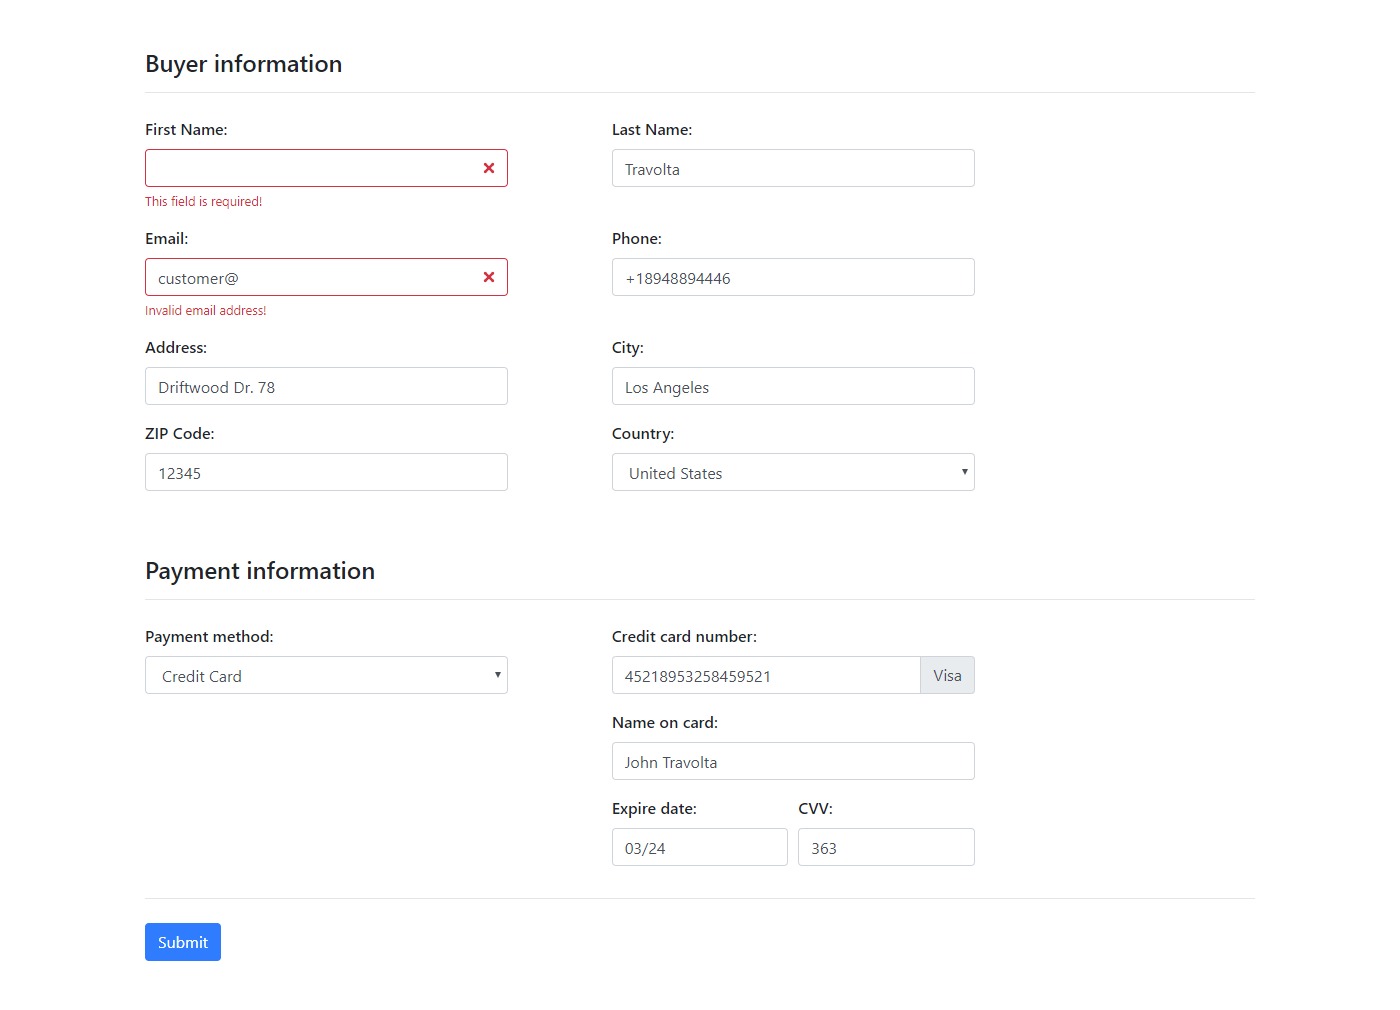 Buyer information
First Name: Last Name:
Travolta
This field is required!
Email: Phone:
customer@ +18948894446
Invalid email address!
Address: City:
Driftwood Dr. 78 Los Angeles
ZIP Code: Country:
12345 United States
Payment information
Payment method: Credit card number:
Credit Card 45218953258459521 Visa
Name on card:
John Travolta
Expire date: CVV:
03/24 363
Submit